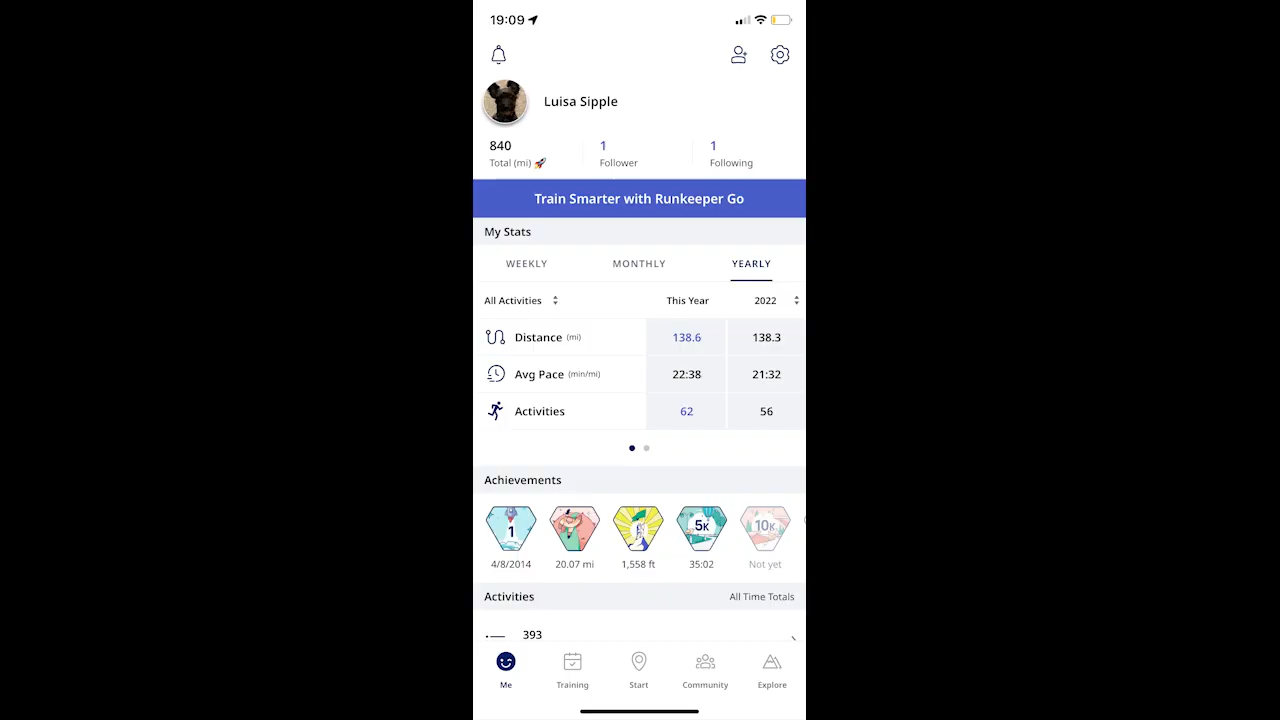 19:09
Luisa Sipple
840 1 1
Total (mi) 🚀 Follower Following
Train Smarter with Runkeeper Go
My Stats
WEEKLY MONTHLY YEARLY
All Activities This Year 2022
Distance (mi) 138.6 138.3
Avg Pace (min/mi) 22:38 21:32
Activities 62 56
Achievements
1 5K 10K
4/8/2014 20.07 mi 1,558 ft 35:02 Not yet
Activities All Time Totals
393
Me Training Start Community Explore